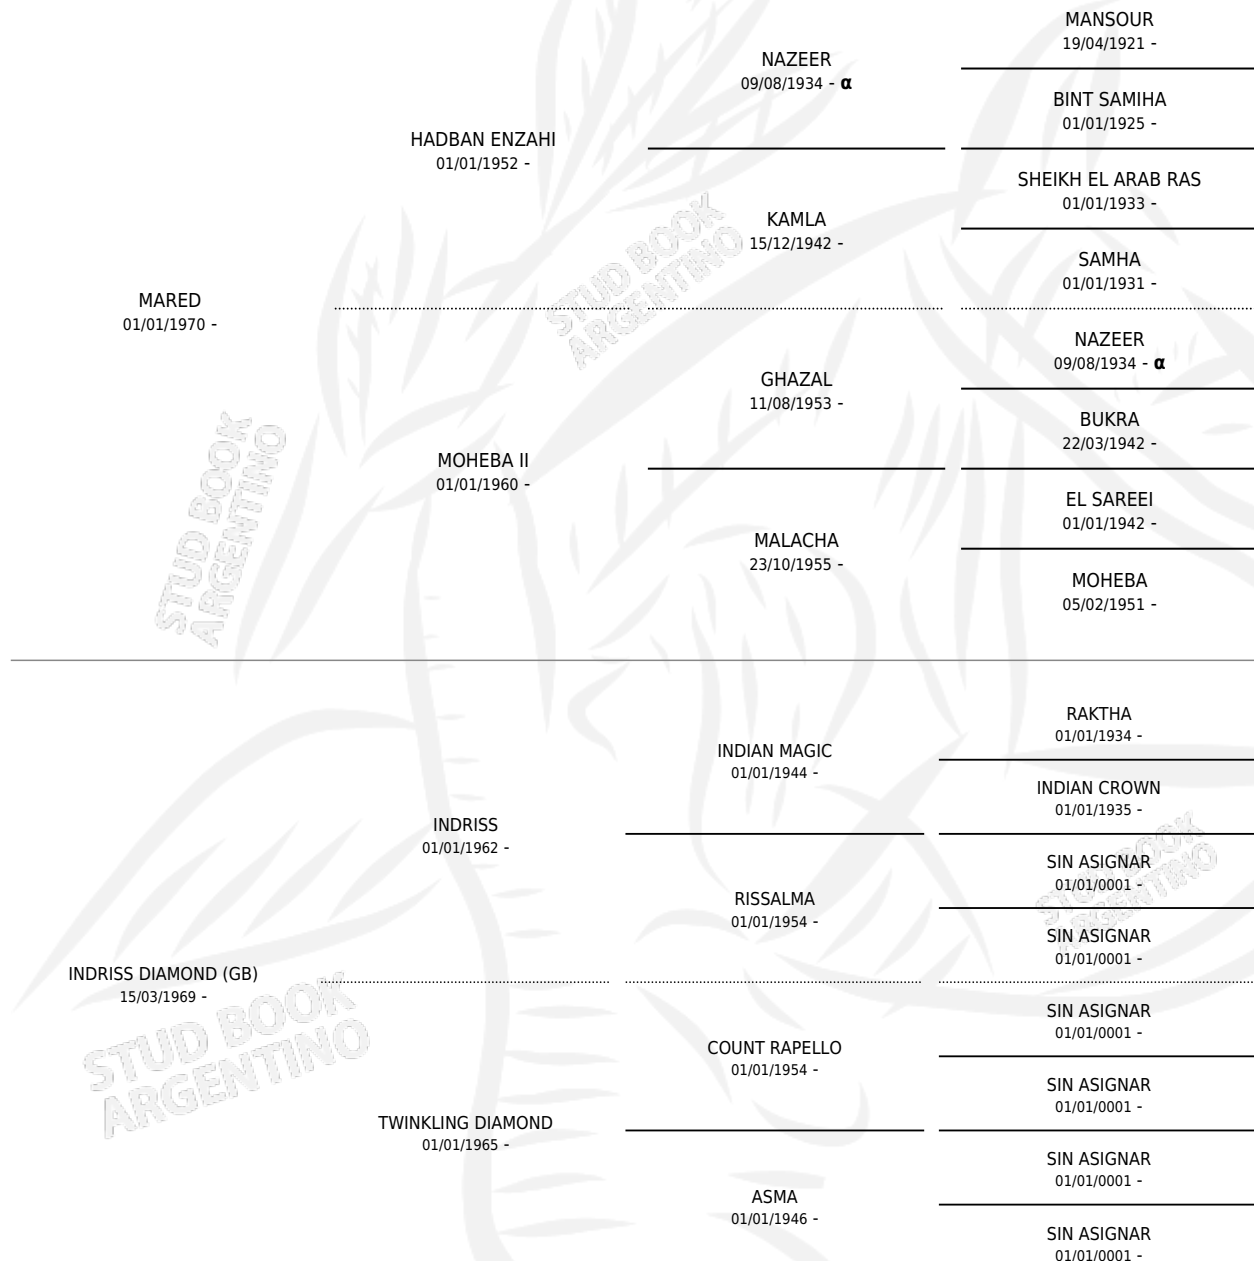 MANSOUR
19/04/1921 -
NAZEER
09/08/1934 - α
BINT SAMIHA
01/01/1925 -
HADBAN ENZAHI
01/01/1952 -
SHEIKH EL ARAB RAS
01/01/1933 -
KAMLA
15/12/1942 -
SAMHA
01/01/1931 -
MARED
01/01/1970 -
NAZEER
09/08/1934 - α
GHAZAL
11/08/1953 -
BUKRA
22/03/1942 -
MOHEBA II
01/01/1960 -
EL SAREEI
01/01/1942 -
MALACHA
23/10/1955 -
MOHEBA
05/02/1951 -
RAKTHA
01/01/1934 -
INDIAN MAGIC
01/01/1944 -
INDIAN CROWN
01/01/1935 -
INDRISS
01/01/1962 -
SIN ASIGNAR
01/01/0001 -
RISSALMA
01/01/1954 -
SIN ASIGNAR
01/01/0001 -
INDRISS DIAMOND (GB)
15/03/1969 -
SIN ASIGNAR
01/01/0001 -
COUNT RAPELLO
01/01/1954 -
SIN ASIGNAR
01/01/0001 -
TWINKLING DIAMOND
01/01/1965 -
SIN ASIGNAR
01/01/0001 -
ASMA
01/01/1946 -
SIN ASIGNAR
01/01/0001 -
STUD BOOK
ARGENTINO
STUD BOOK
ARGENTINO
STUD BOOK
ARGENTINO
STUD BOOK
ARGENTINO